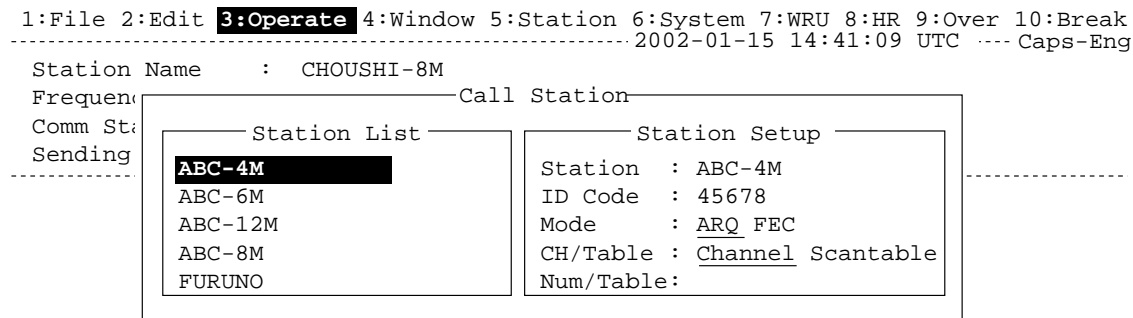 1:File 2:Edit 3:Operate 4:Window 5:Station 6:System 7:WRU 8:HR 9:Over 10:Break
2002-01-15 14:41:09 UTC Caps-Eng
Station Name : CHOUSHI-8M
Call Station
Station List
ABC-4M
ABC-6M
ABC-12M
ABC-8M
FURUNO
Station Setup
Station : ABC-4M
ID Code : 45678
Mode : ARQ FEC
CH/Table : Channel Scantable
Num/Table:
Comm
Sending